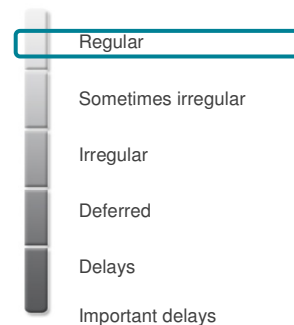 Regular
Sometimes irregular
Irregular
Deferred
Delays
Important delays